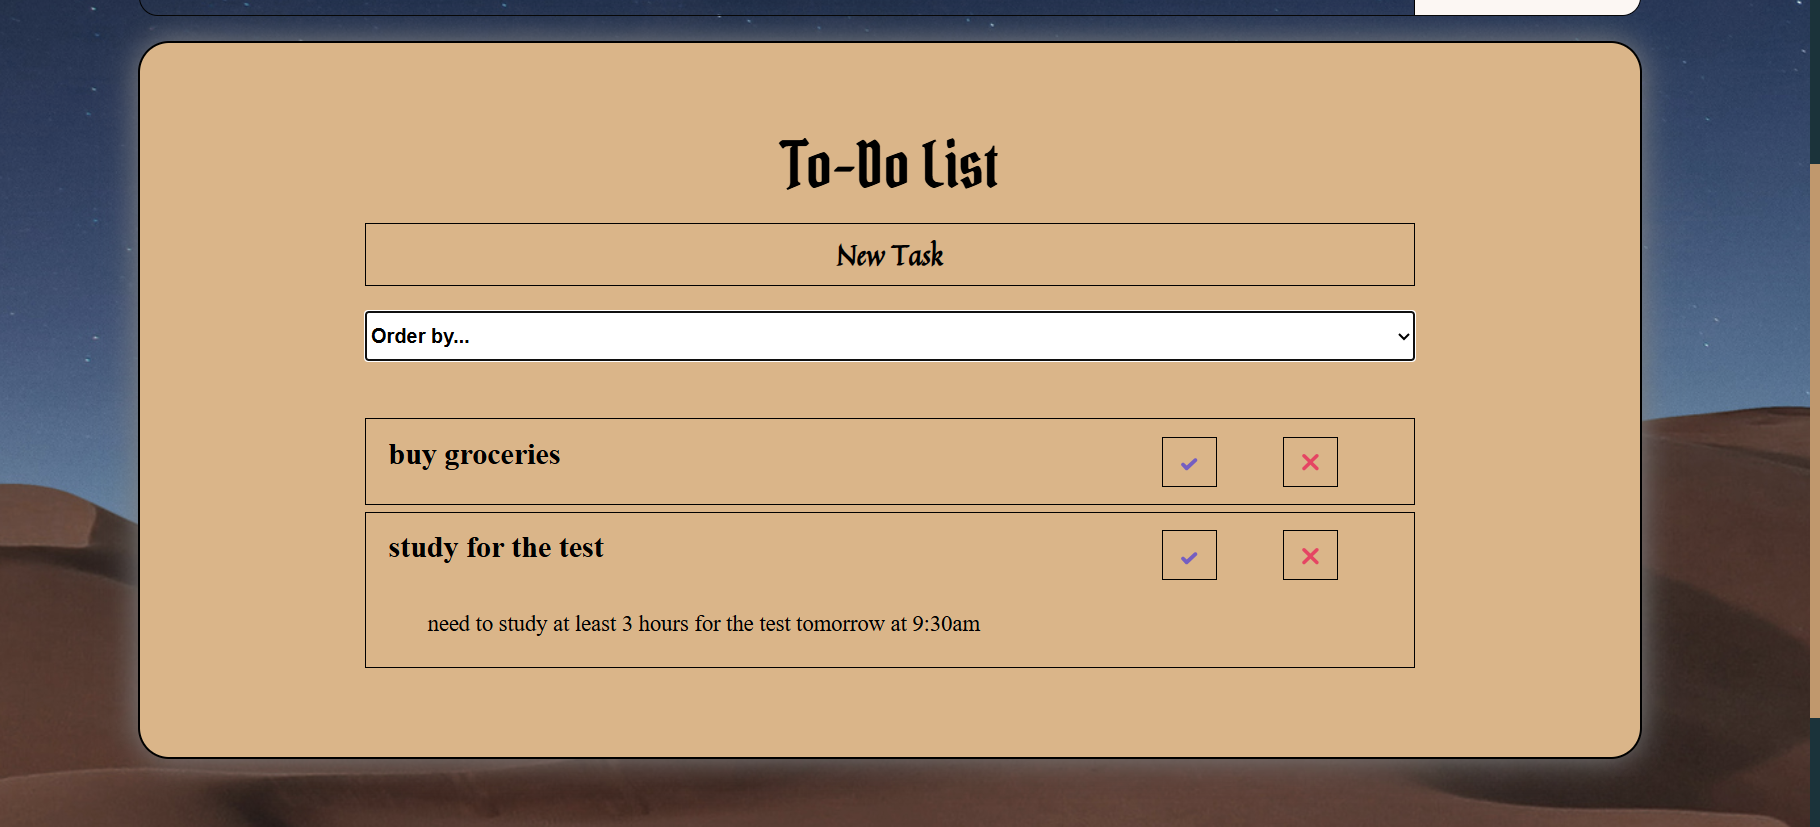 To-Do List
New Task
Order by...
buy groceries
study for the test
need to study at least 3 hours for the test tomorrow at 9:30am